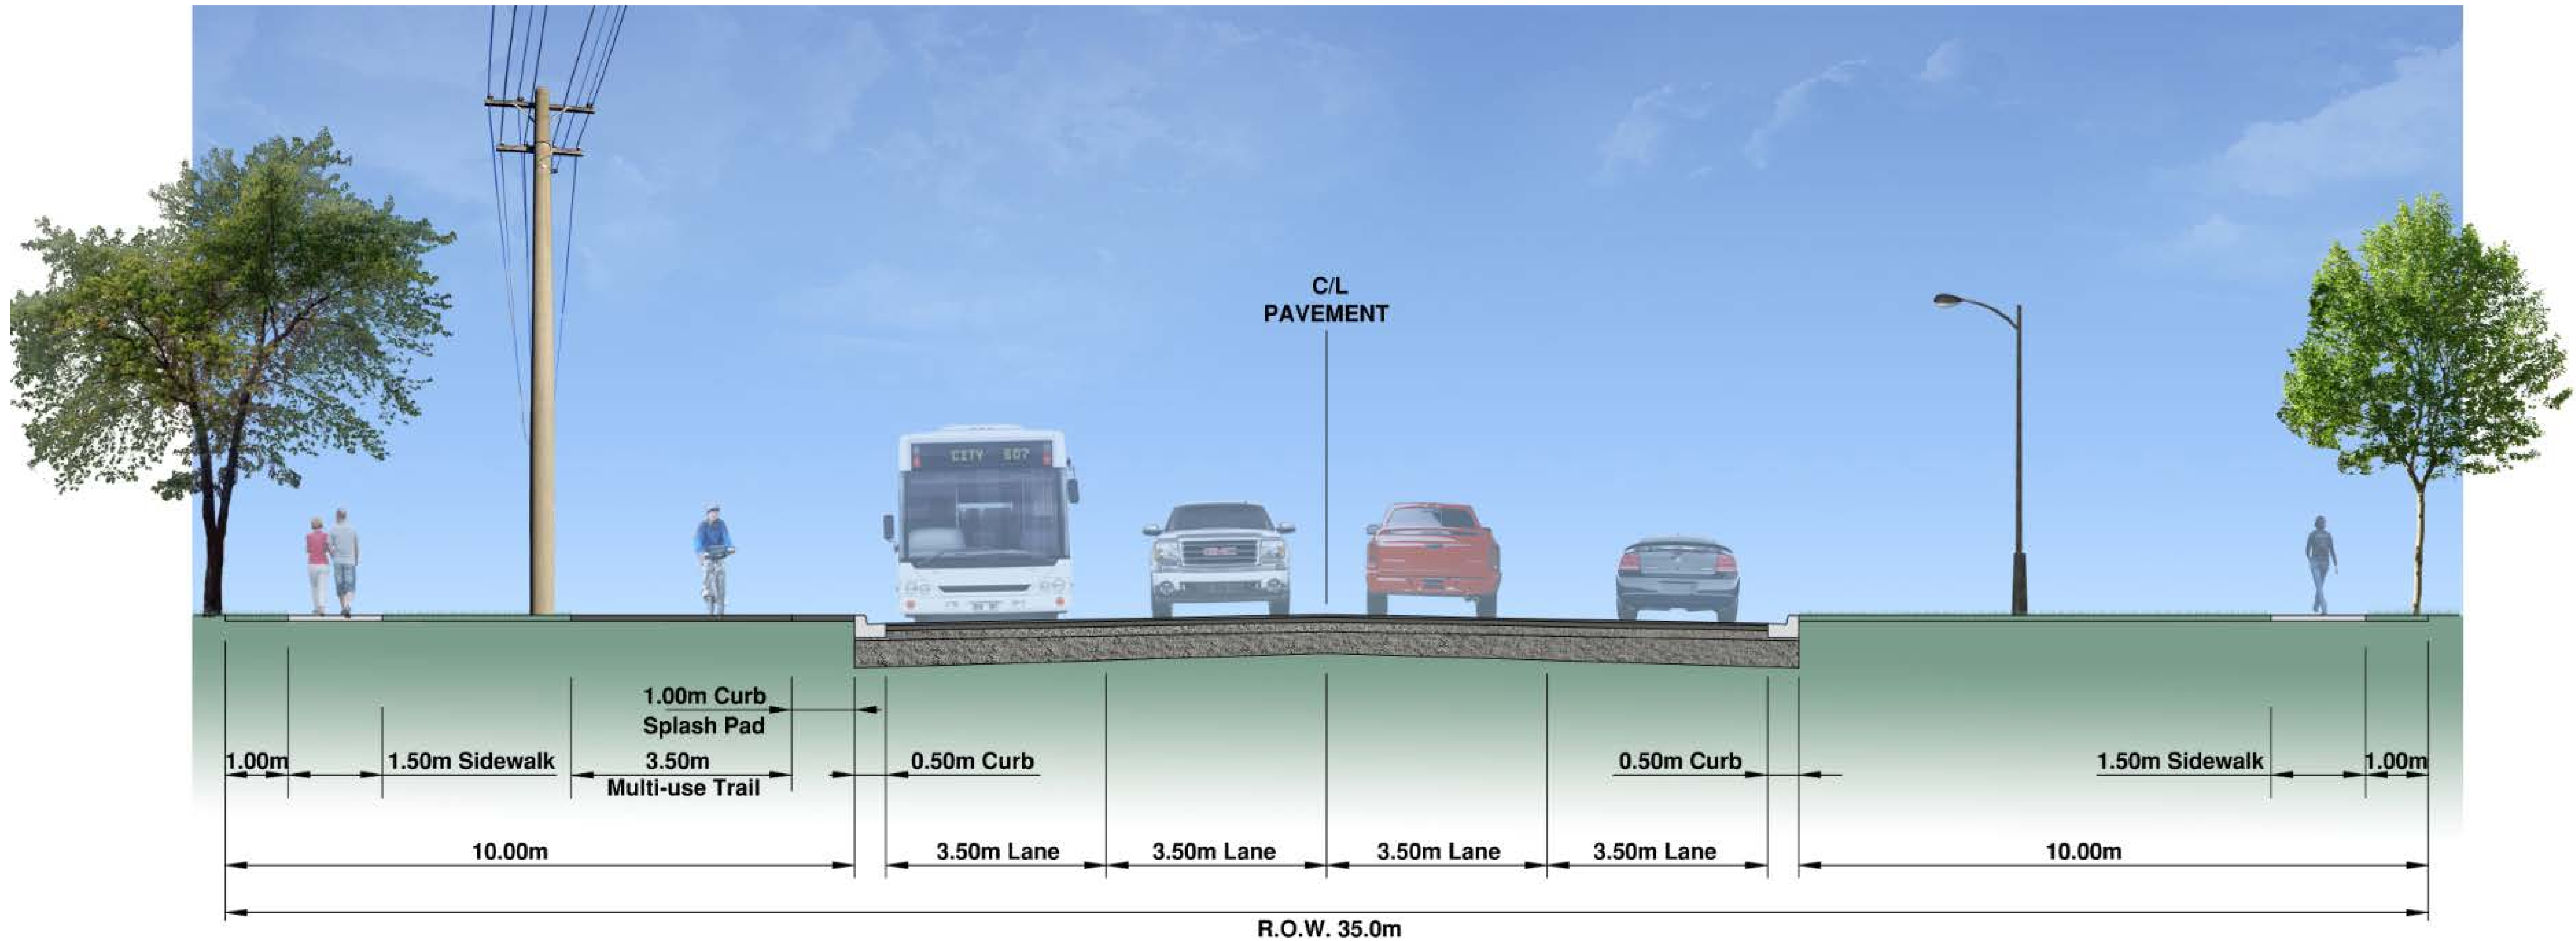 CITY 607
C/L
PAVEMENT
GMC
1.00m Curb
Splash Pad
1.00m
1.50m Sidewalk
3.50m
Multi-use Trail
0.50m Curb
0.50m Curb
1.50m Sidewalk
1.00m
10.00m
3.50m Lane
3.50m Lane
3.50m Lane
3.50m Lane
10.00m
R.O.W. 35.0m